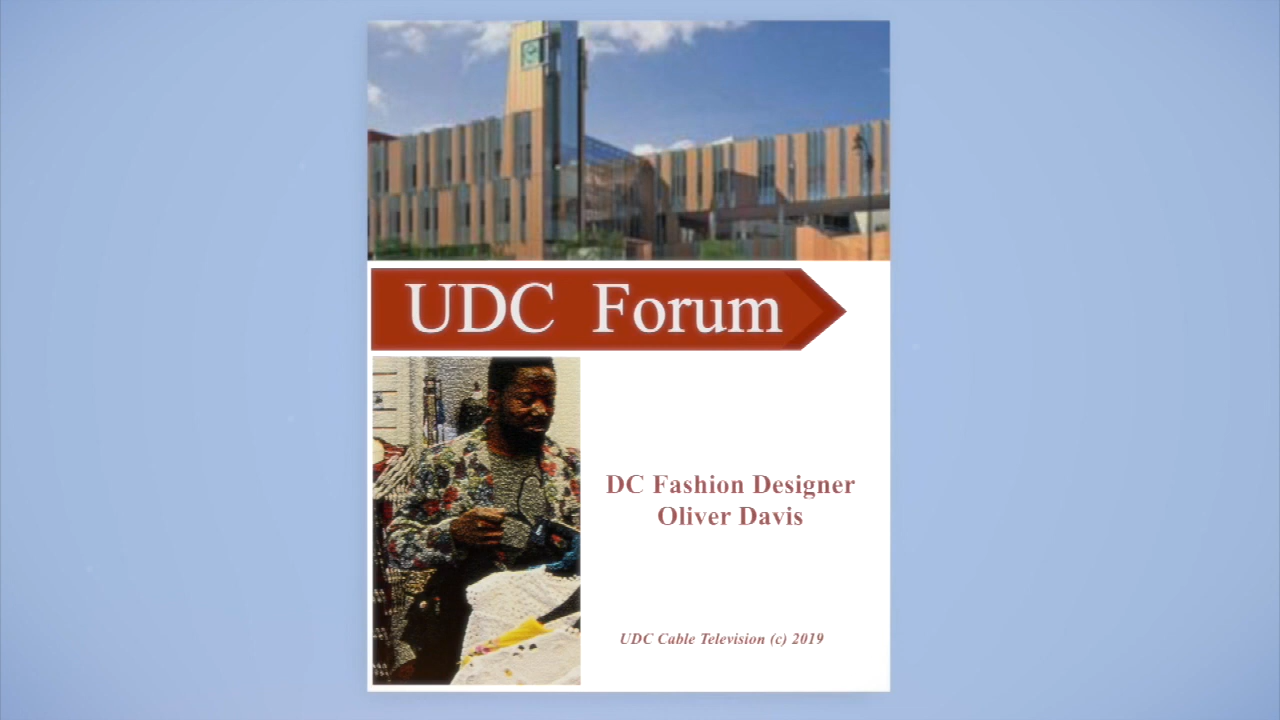 UDC Forum
DC Fashion Designer
Oliver Davis
UDC Cable Television (c) 2019